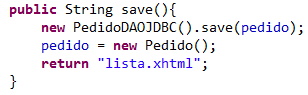 public String save(){
    new PedidoDAOJDBC().save(pedido);
    pedido = new Pedido();
    return "lista.xhtml";
}